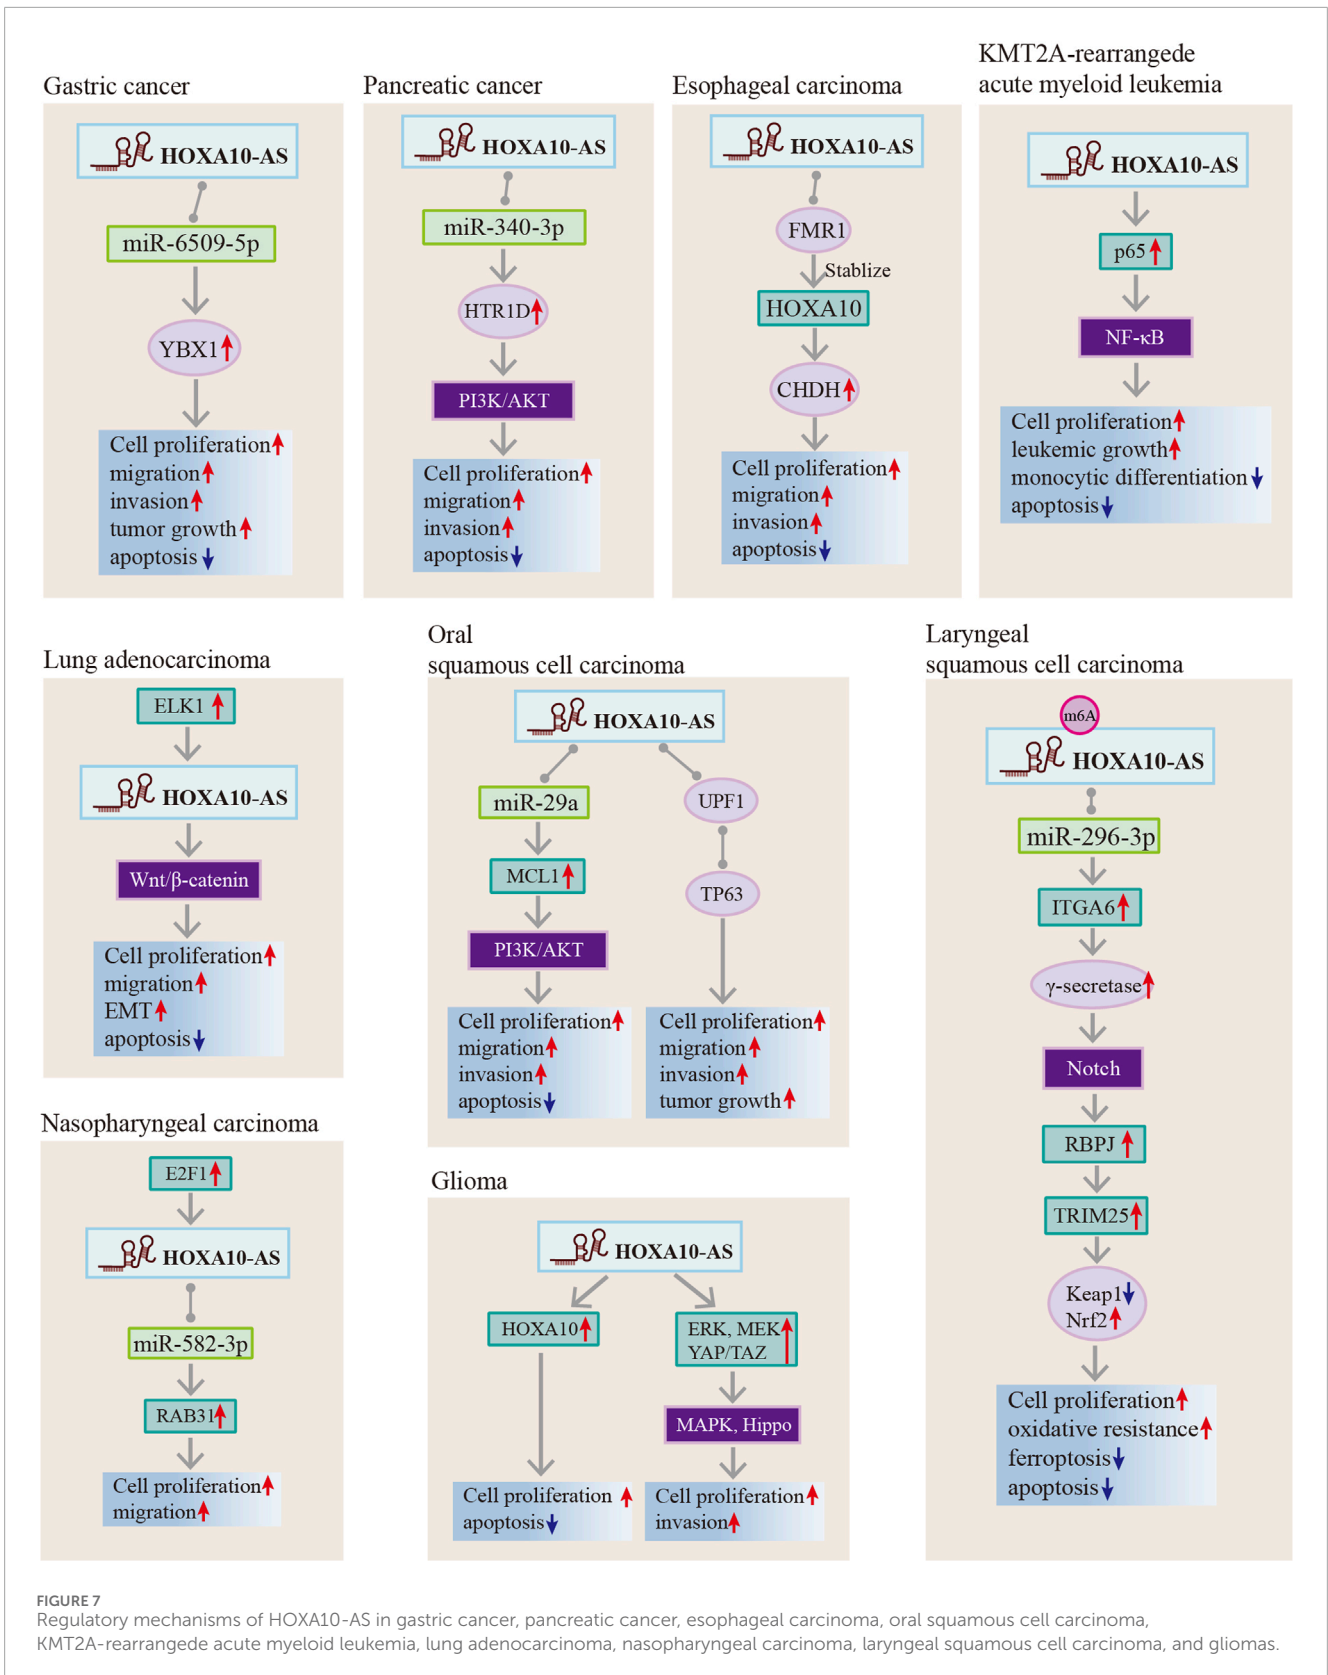 Gastric cancer
HOXA10-AS
miR-6509-5p
YBX1
Cell proliferation
migration
invasion
tumor growth
apoptosis
Pancreatic cancer
HOXA10-AS
miR-340-3p
HTR1D
PI3K/AKT
Cell proliferation
migration
invasion
apoptosis
Esophageal carcinoma
HOXA10-AS
FMR1
Stablize
HOXA10
CHDH
Cell proliferation
migration
invasion
apoptosis
KMT2A-rearrangede
acute myeloid leukemia
HOXA10-AS
p65
NF-κB
Cell proliferation
leukemic growth
monocytic differentiation
apoptosis
Lung adenocarcinoma
ELK1
HOXA10-AS
Wnt/β-catenin
Cell proliferation
migration
EMT
apoptosis
Nasopharyngeal carcinoma
E2F1
HOXA10-AS
miR-582-3p
RAB31
Cell proliferation
migration
Oral
squamous cell carcinoma
HOXA10-AS
miR-29a
MCL1
PI3K/AKT
Cell proliferation
migration
invasion
apoptosis
UPF1
TP63
Cell proliferation
migration
invasion
tumor growth
Glioma
HOXA10-AS
HOXA10
Cell proliferation
apoptosis
ERK, MEK
YAP/TAZ
MAPK, Hippo
Cell proliferation
invasion
Laryngeal
squamous cell carcinoma
m6A
HOXA10-AS
miR-296-3p
ITGA6
γ-secretase
Notch
RBPJ
TRIM25
Keap1
Nrf2
Cell proliferation
oxidative resistance
ferroptosis
apoptosis
FIGURE 7
Regulatory mechanisms of HOXA10-AS in gastric cancer, pancreatic cancer, esophageal carcinoma, oral squamous cell carcinoma,
KMT2A-rearrangede acute myeloid leukemia, lung adenocarcinoma, nasopharyngeal carcinoma, laryngeal squamous cell carcinoma, and gliomas.